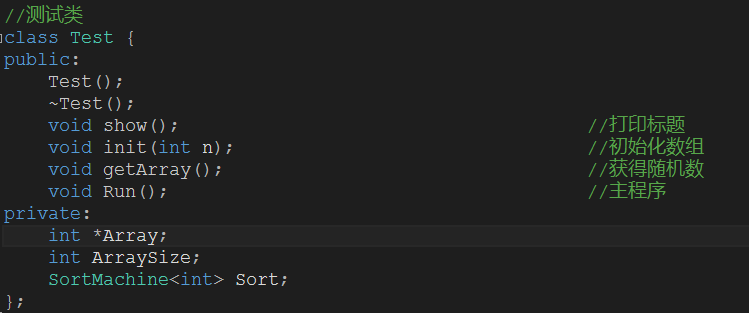 //测试类
class Test {
public:
    Test();
    ~Test();
    void show();                                     //打印标题
    void init(int n);                                //初始化数组
    void getArray();                                 //获得随机数
    void Run();                                      //主程序
private:
    int *Array;
    int ArraySize;
    SortMachine<int> Sort;
};